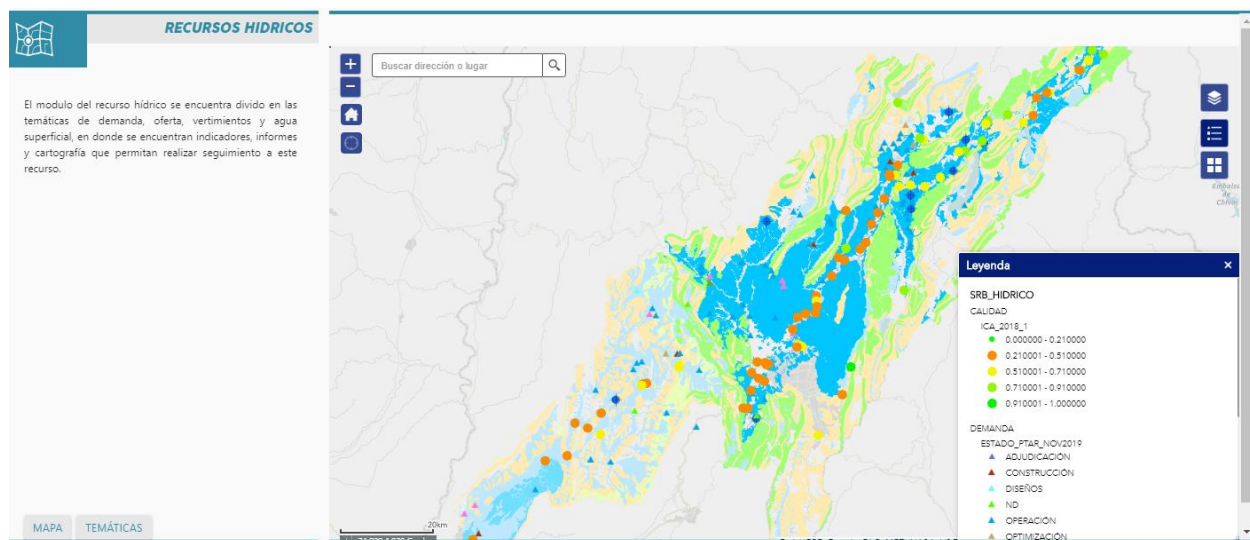 RECURSOS HIDRICOS
El modulo del recurso hídrico se encuentra divido en las
temáticas de demanda, oferta, vertimientos y agua
superficial, en donde se encuentran indicadores, informes
y cartografía que permitan realizar seguimiento a este
recurso.
MAPA TEMÁTICAS
+
Buscar dirección o lugar
−
Embalse
de
Leyenda ×
SRB_HIDRICO
CALIDAD
ICA_2018_1
0.000000 - 0.210000
0.210001 - 0.510000
0.510001 - 0.710000
0.710001 - 0.910000
0.910001 - 1.000000
DEMANDA
ESTADO_PTAR_NOV2019
ADJUDICACIÓN
CONSTRUCCIÓN
DISEÑOS
ND
OPERACIÓN
OPTIMIZACIÓN
20km